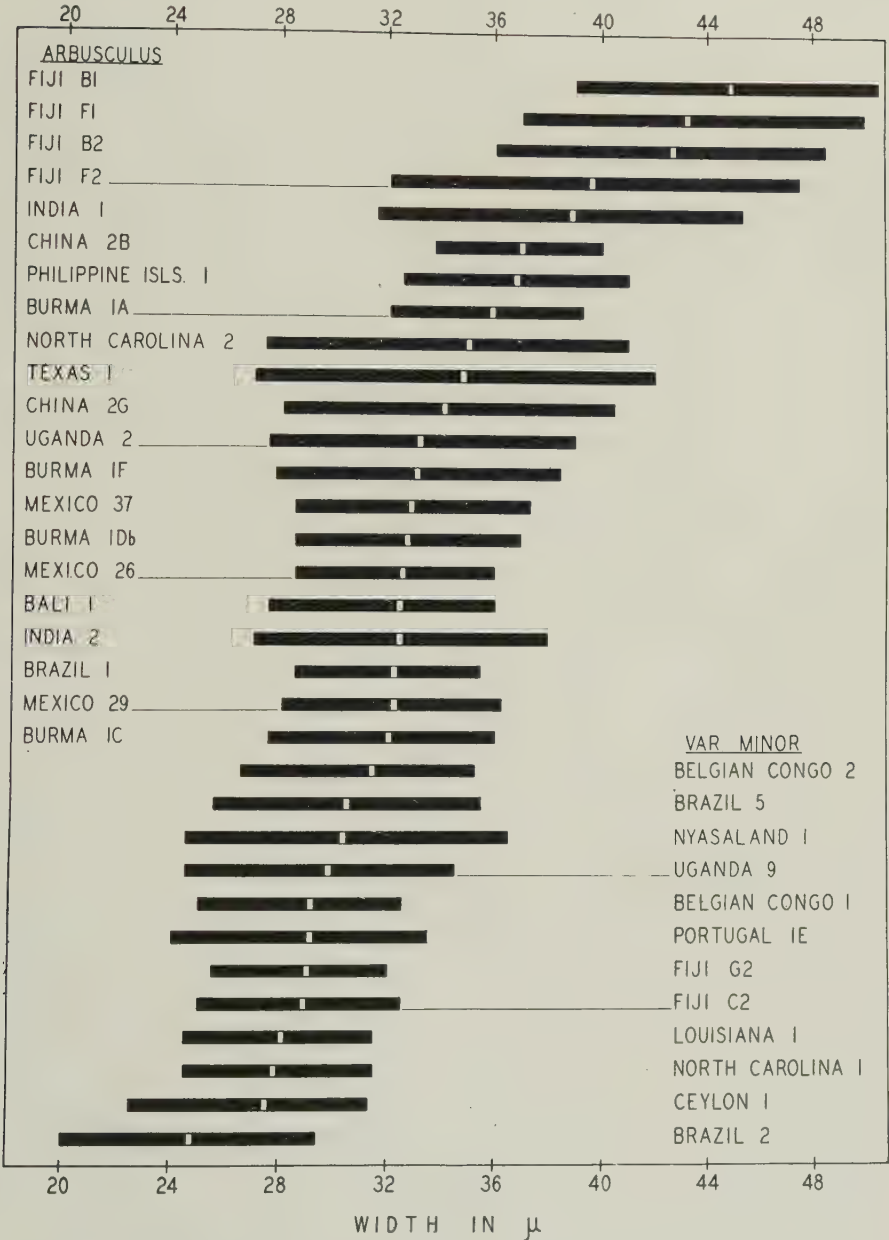 20 24 28 32 36 40 44 48
ARBUSCULUS
FIJI B1
FIJI F1
FIJI B2
FIJI F2
INDIA 1
CHINA 2B
PHILIPPINE ISLS. 1
BURMA 1A
NORTH CAROLINA 2
TEXAS 1
CHINA 2G
UGANDA 2
BURMA 1F
MEXICO 37
BURMA 1Db
MEXICO 26
BALI 1
INDIA 2
BRAZIL 1
MEXICO 29
BURMA 1C
VAR MINOR
BELGIAN CONGO 2
BRAZIL 5
NYASALAND 1
UGANDA 9
BELGIAN CONGO 1
PORTUGAL 1E
FIJI G2
FIJI C2
LOUISIANA 1
NORTH CAROLINA 1
CEYLON 1
BRAZIL 2
20 24 28 32 36 40 44 48
WIDTH IN μ